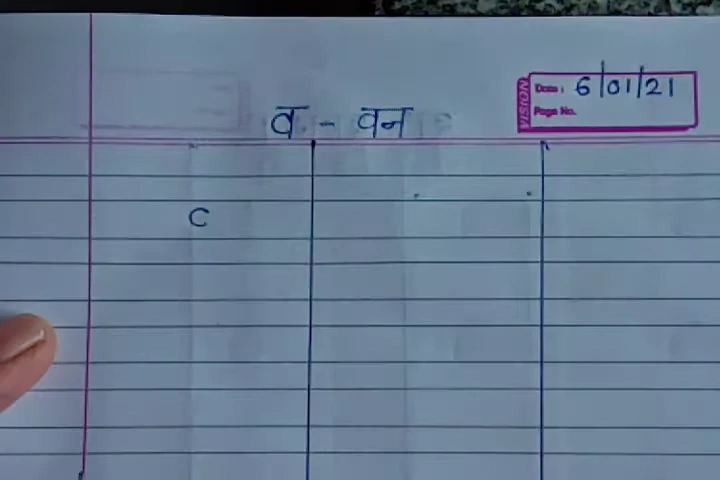 VISION
Date: 6/01/21
Page No.
व - वन
C